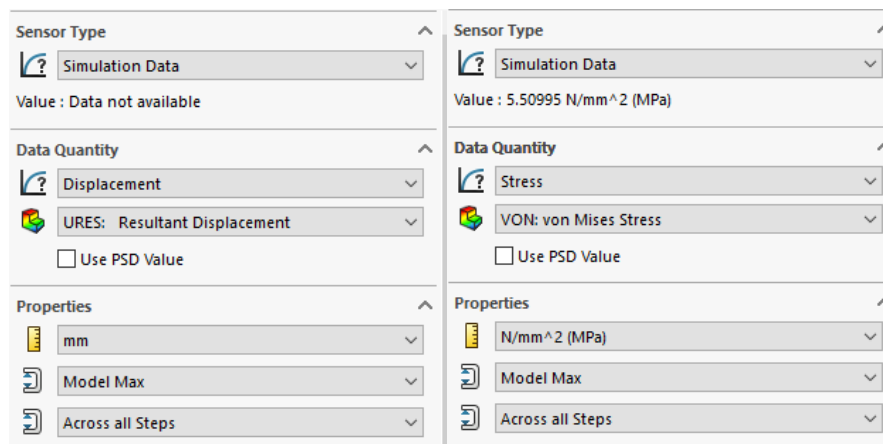 Sensor Type
Simulation Data
Value : Data not available
Data Quantity
Displacement
URES: Resultant Displacement
Use PSD Value
Properties
mm
Model Max
Across all Steps
Sensor Type
Simulation Data
Value : 5.50995 N/mm^2 (MPa)
Data Quantity
Stress
VON: von Mises Stress
Use PSD Value
Properties
N/mm^2 (MPa)
Model Max
Across all Steps